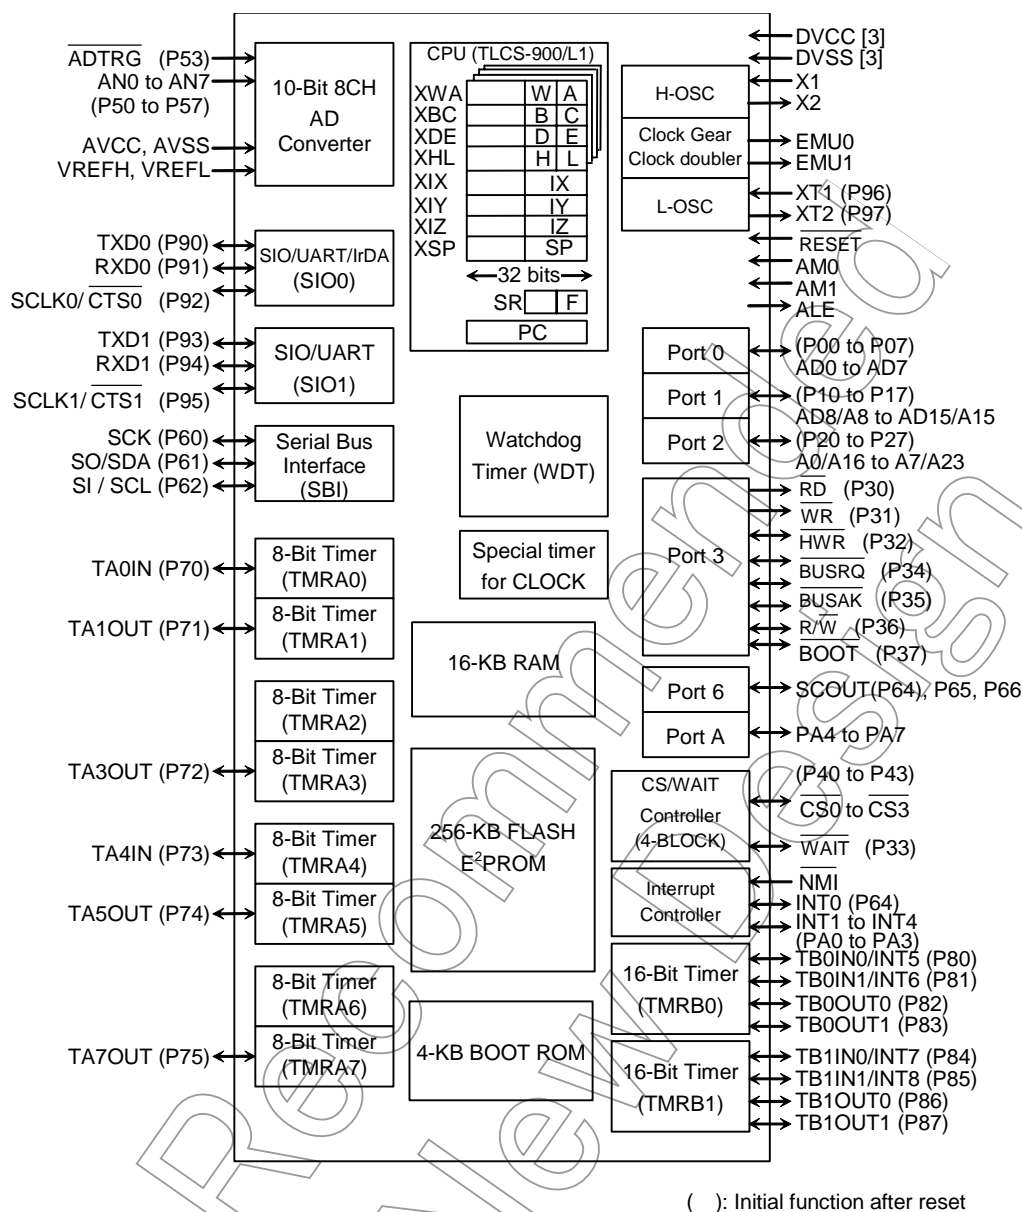 ADTRG (P53)
AN0 to AN7
(P50 to P57)
AVCC, AVSS
VREFH, VREFL
10-Bit 8CH
AD
Converter
TXD0 (P90)
RXD0 (P91)
SCLK0/ CTS0 (P92)
SIO/UART/IrDA
(SIO0)
TXD1 (P93)
RXD1 (P94)
SCLK1/ CTS1 (P95)
SIO/UART
(SIO1)
SCK (P60)
SO/SDA (P61)
SI / SCL (P62)
Serial Bus
Interface
(SBI)
TA0IN (P70)
8-Bit Timer
(TMRA0)
TA1OUT (P71)
8-Bit Timer
(TMRA1)
8-Bit Timer
(TMRA2)
TA3OUT (P72)
8-Bit Timer
(TMRA3)
TA4IN (P73)
8-Bit Timer
(TMRA4)
TA5OUT (P74)
8-Bit Timer
(TMRA5)
8-Bit Timer
(TMRA6)
TA7OUT (P75)
8-Bit Timer
(TMRA7)
CPU (TLCS-900/L1)
XWA W A
XBC B C
XDE D E
XHL H L
XIX IX
XIY IY
XIZ IZ
XSP SP
32 bits
SR F
PC
Watchdog
Timer (WDT)
Special timer
for CLOCK
16-KB RAM
256-KB FLASH
E²PROM
4-KB BOOT ROM
H-OSC
Clock Gear
Clock doubler
L-OSC
DVCC [3]
DVSS [3]
X1
X2
EMU0
EMU1
XT1 (P96)
XT2 (P97)
RESET
AM0
AM1
ALE
Port 0
(P00 to P07)
AD0 to AD7
Port 1
(P10 to P17)
AD8/A8 to AD15/A15
Port 2
(P20 to P27)
A0/A16 to A7/A23
Port 3
RD (P30)
WR (P31)
HWR (P32)
BUSRQ (P34)
BUSAK (P35)
R/W (P36)
BOOT (P37)
Port 6
SCOUT(P64), P65, P66
Port A
PA4 to PA7
CS/WAIT
Controller
(4-BLOCK)
(P40 to P43)
CS0 to CS3
WAIT (P33)
Interrupt
Controller
NMI
INT0 (P64)
INT1 to INT4
(PA0 to PA3)
16-Bit Timer
(TMRB0)
TB0IN0/INT5 (P80)
TB0IN1/INT6 (P81)
TB0OUT0 (P82)
TB0OUT1 (P83)
16-Bit Timer
(TMRB1)
TB1IN0/INT7 (P84)
TB1IN1/INT8 (P85)
TB1OUT0 (P86)
TB1OUT1 (P87)
( ): Initial function after reset
Recommended
New Design